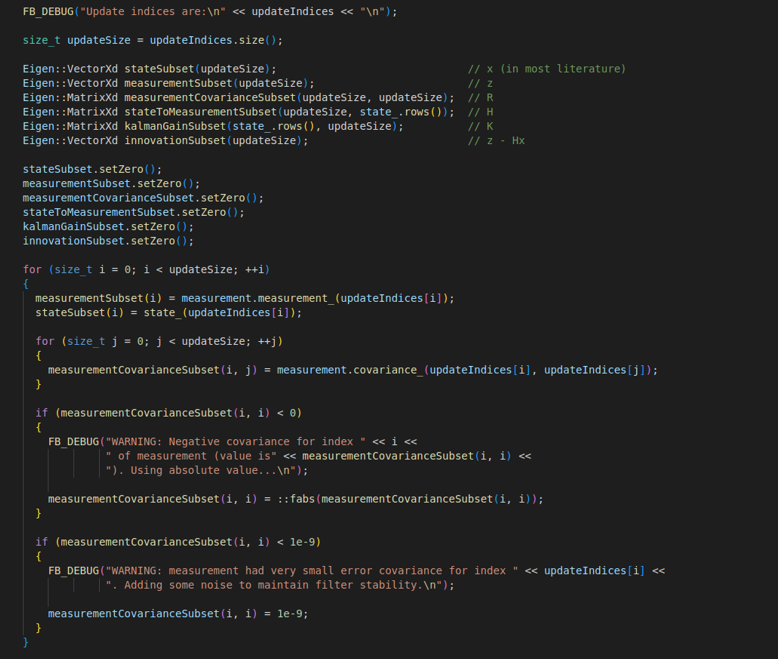 FB_DEBUG("Update indices are:\n" << updateIndices << "\n");
size_t updateSize = updateIndices.size();
Eigen::VectorXd stateSubset(updateSize); // x (in most literature)
Eigen::VectorXd measurementSubset(updateSize); // z
Eigen::MatrixXd measurementCovarianceSubset(updateSize, updateSize); // R
Eigen::MatrixXd stateToMeasurementSubset(updateSize, state_.rows()); // H
Eigen::MatrixXd kalmanGainSubset(state_.rows(), updateSize); // K
Eigen::VectorXd innovationSubset(updateSize); // z - Hx
stateSubset.setZero();
measurementSubset.setZero();
measurementCovarianceSubset.setZero();
stateToMeasurementSubset.setZero();
kalmanGainSubset.setZero();
innovationSubset.setZero();
for (size_t i = 0; i < updateSize; ++i)
{
measurementSubset(i) = measurement.measurement_(updateIndices[i]);
stateSubset(i) = state_(updateIndices[i]);
for (size_t j = 0; j < updateSize; ++j)
{
measurementCovarianceSubset(i, j) = measurement.covariance_(updateIndices[i], updateIndices[j]);
}
if (measurementCovarianceSubset(i, i) < 0)
{
FB_DEBUG("WARNING: Negative covariance for index " << i <<
" of measurement (value is" << measurementCovarianceSubset(i, i) <<
"). Using absolute value...\n");
measurementCovarianceSubset(i, i) = ::fabs(measurementCovarianceSubset(i, i));
}
if (measurementCovarianceSubset(i, i) < 1e-9)
{
FB_DEBUG("WARNING: measurement had very small error covariance for index " << updateIndices[i] <<
". Adding some noise to maintain filter stability.\n");
measurementCovarianceSubset(i, i) = 1e-9;
}
}